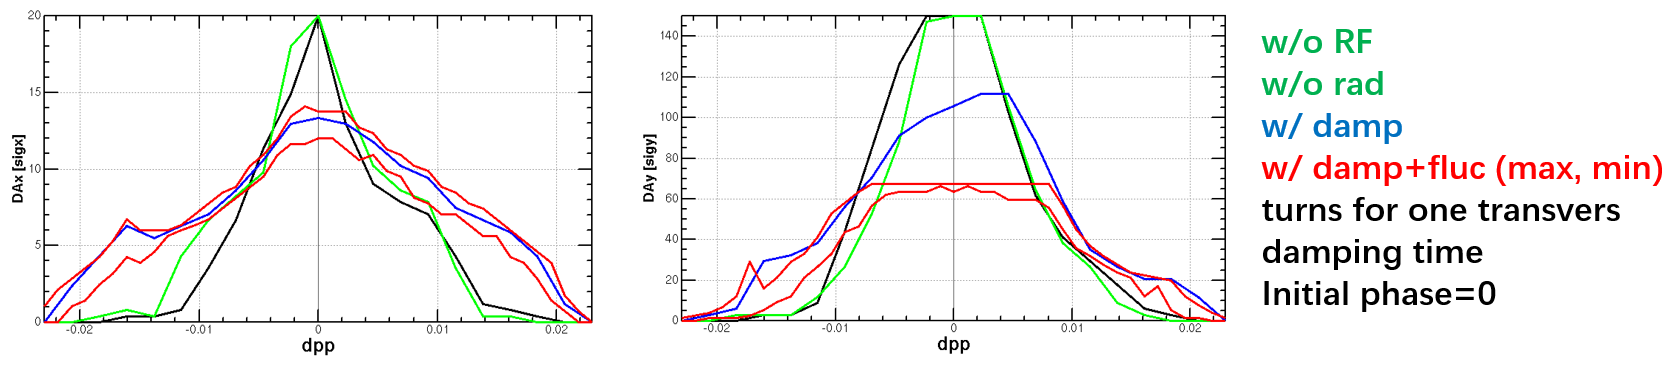 20
15
10
5
0
DAx [sigx]
-0.02
-0.01
0
0.01
0.02
dpp
140
120
100
80
60
40
20
0
DAy [sigy]
-0.02
-0.01
0
0.01
0.02
dpp
w/o RF
w/o rad
w/ damp
w/ damp+fluc (max, min)
turns for one transvers
damping time
Initial phase=0